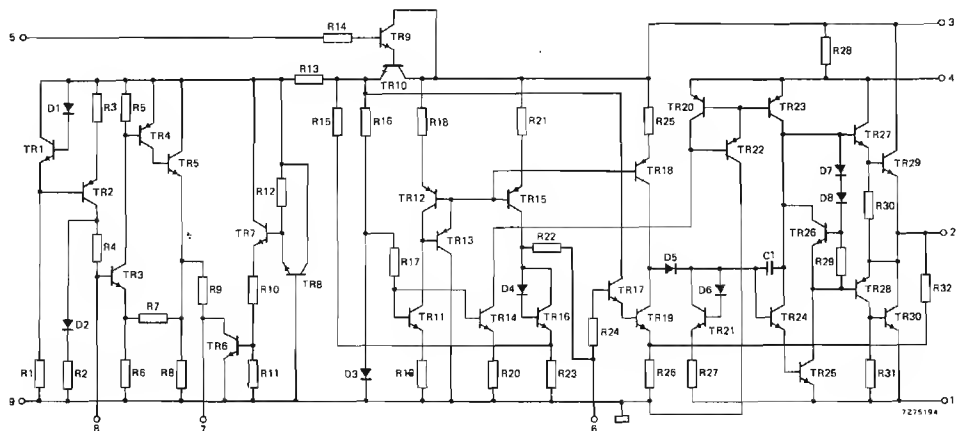 R14
5
TR9
3
R28
R13
TR10
4
D1
R3
R5
TR4
R15
R16
R18
R21
R25
TR20
TR23
TR27
TR1
TR5
TR22
TR29
TR2
R12
TR12
TR15
TR18
D7
D8
R30
TR7
TR13
TR26
2
R4
TR8
R17
R22
R29
TR3
R9
R10
D4
TR17
D5
C1
TR28
R32
R7
D2
TR11
TR14
TR16
TR19
D6
TR21
TR24
TR30
TR6
R24
R1
R2
R6
R8
R11
D3
R19
R20
R23
R26
R27
TR25
R31
9
1
8
7
6
7275194